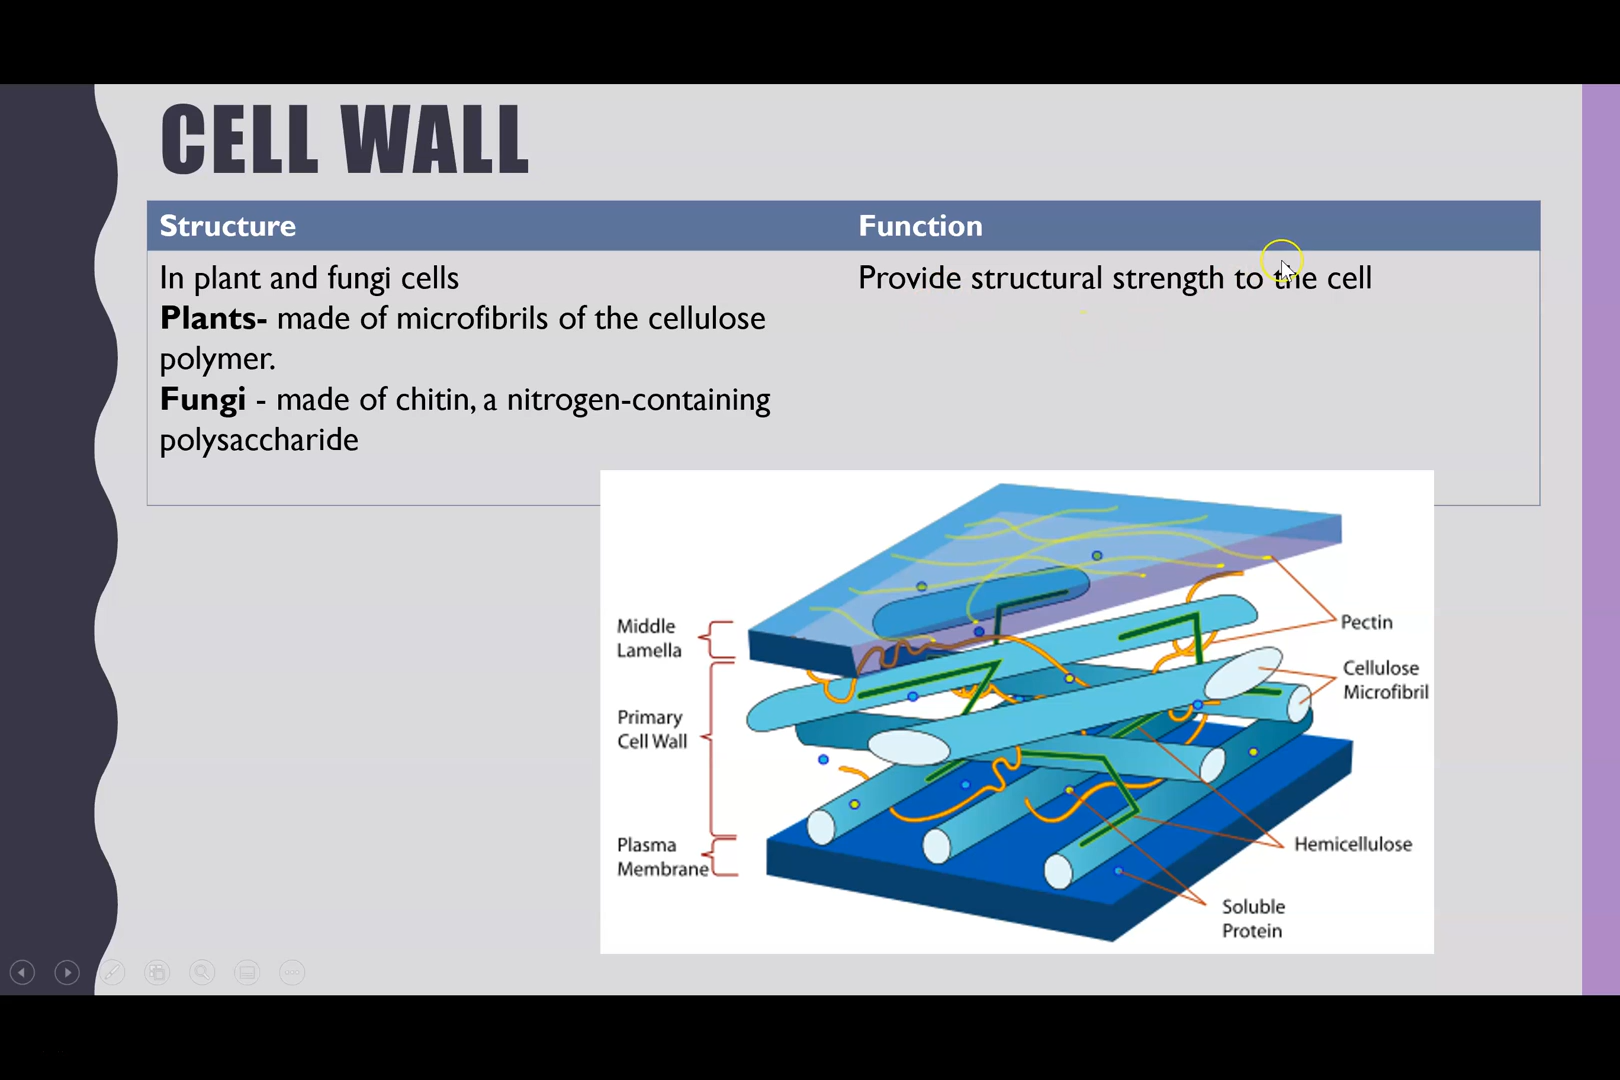 CELL WALL
Structure
Function
In plant and fungi cells
Plants- made of microfibrils of the cellulose
polymer.
Fungi - made of chitin, a nitrogen-containing
polysaccharide
Provide structural strength to the cell
Middle
Lamella
Primary
Cell Wall
Plasma
Membrane
Pectin
Cellulose
Microfibril
Hemicellulose
Soluble
Protein